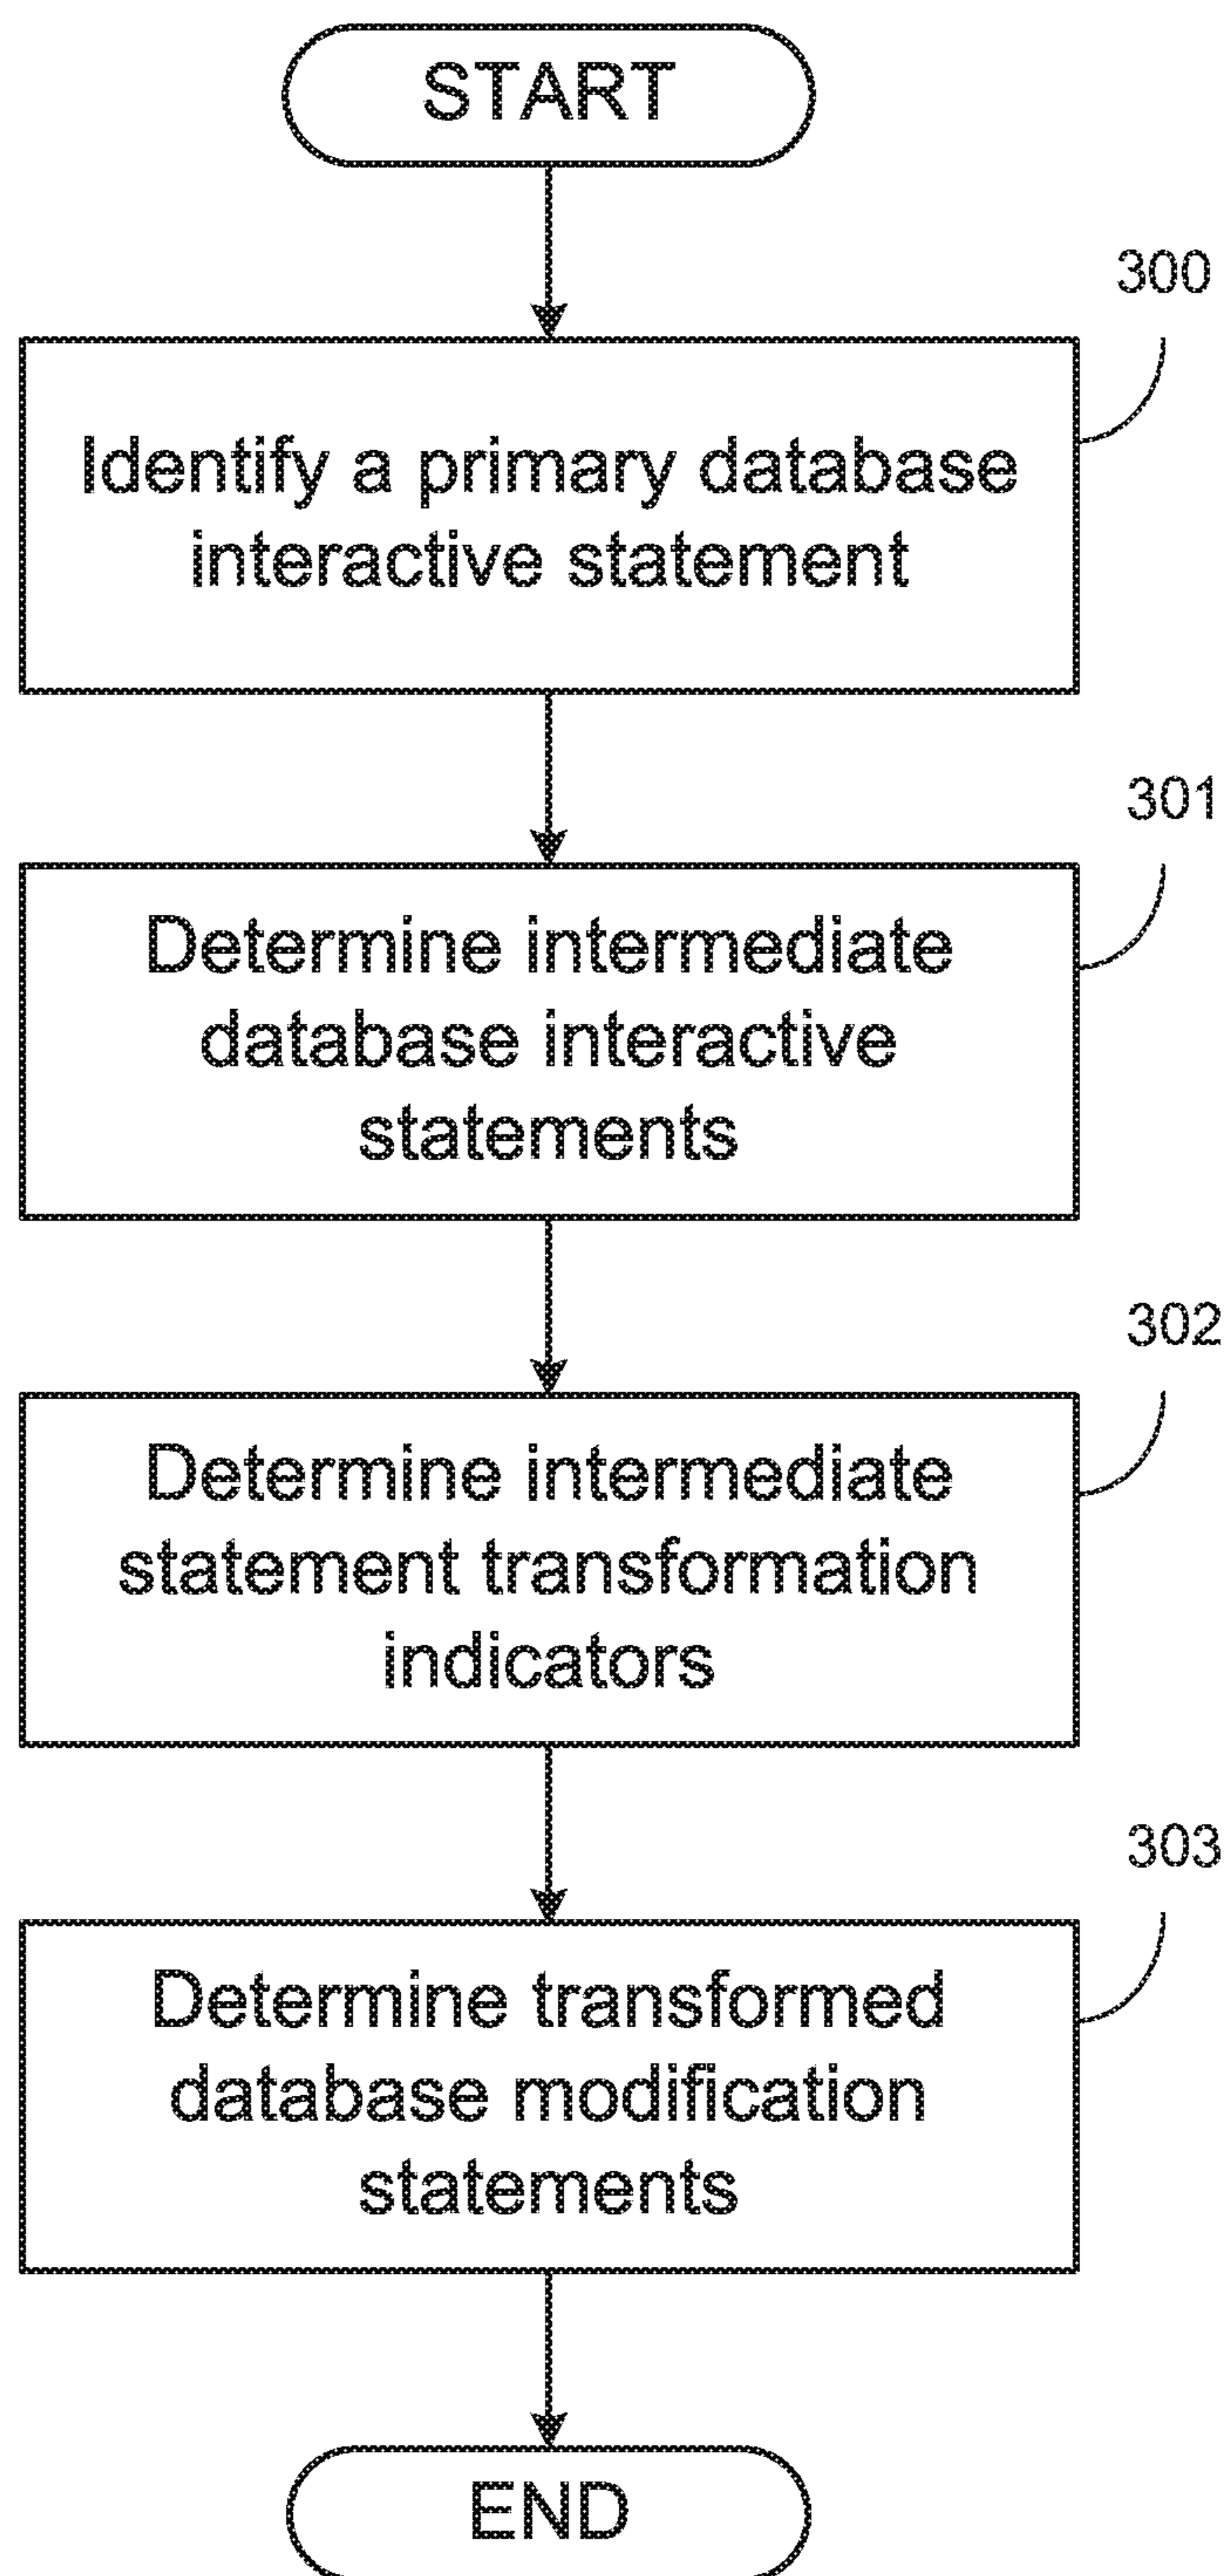 START
300
Identify a primary database
interactive statement
301
Determine intermediate
database interactive
statements
302
Determine intermediate
statement transformation
indicators
303
Determine transformed
database modification
statements
END